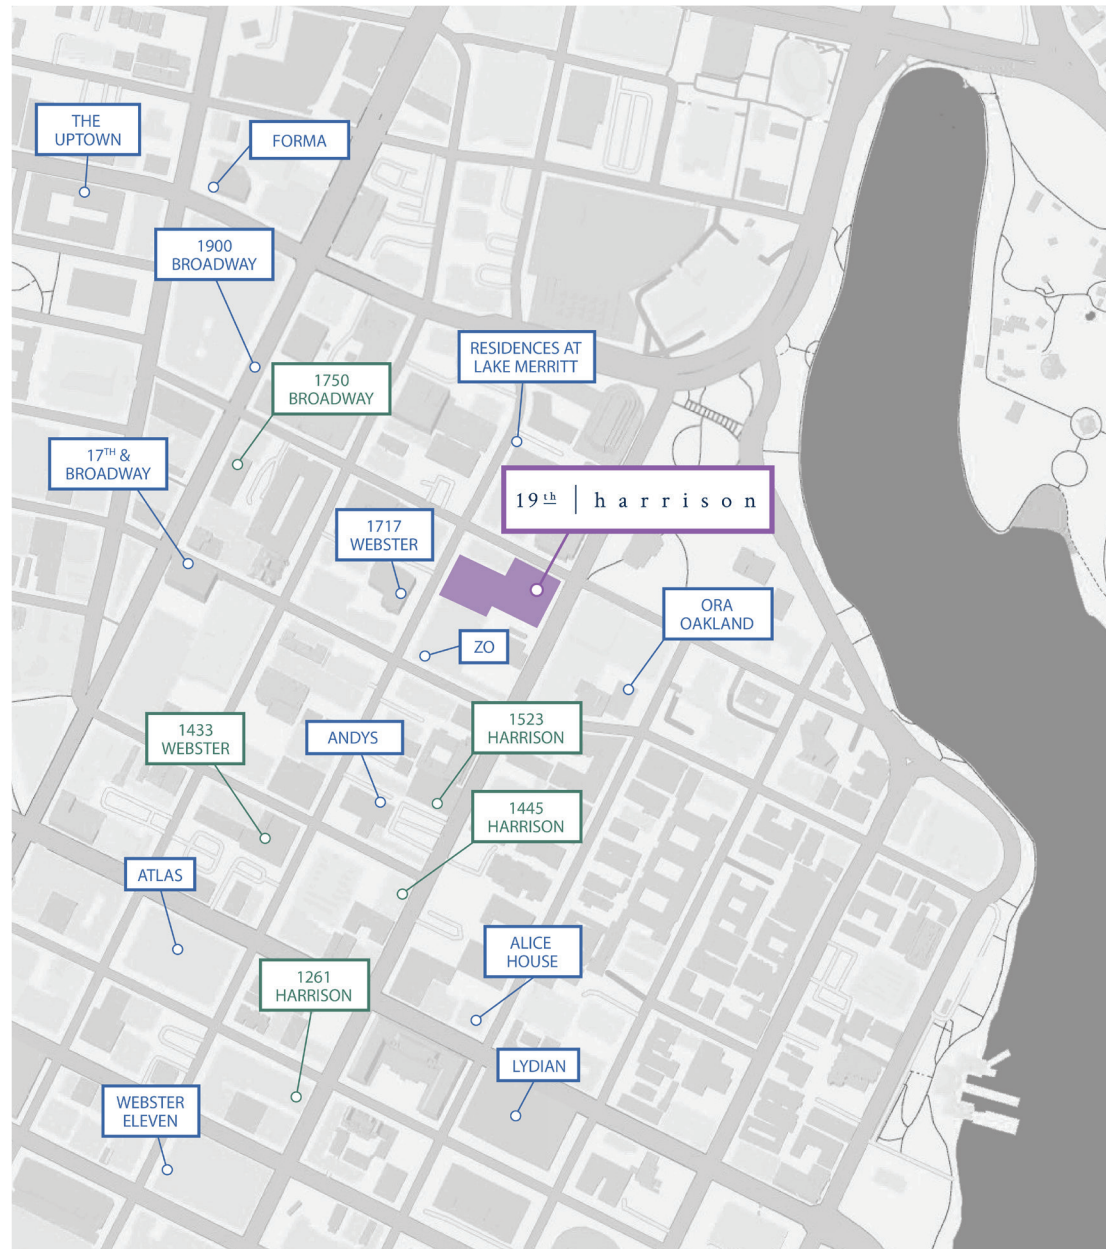 THE
UPTOWN
FORMA
1900
BROADWAY
RESIDENCES AT
LAKE MERRITT
1750
BROADWAY
17TH &
BROADWAY
19th | harrison
1717
WEBSTER
ORA
OAKLAND
ZO
1433
WEBSTER
ANDYS
1523
HARRISON
1445
HARRISON
ATLAS
ALICE
HOUSE
1261
HARRISON
LYDIAN
WEBSTER
ELEVEN